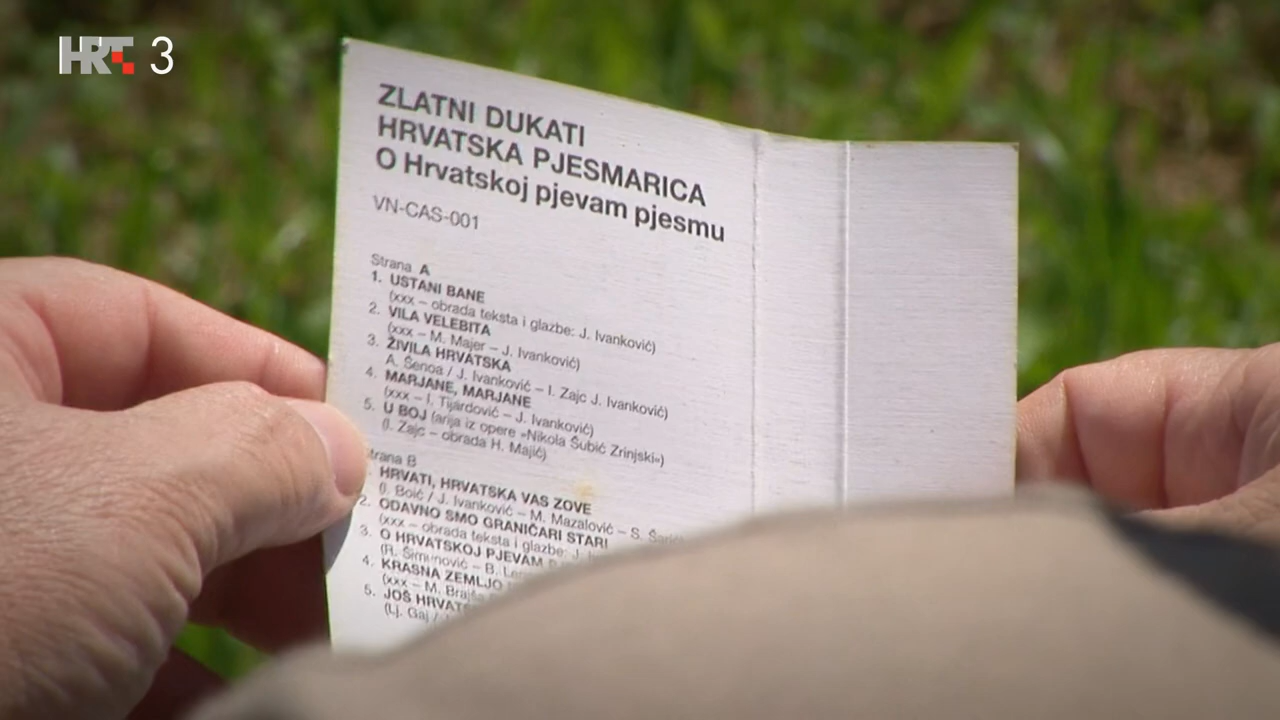 HRT 3
ZLATNI DUKATI
HRVATSKA PJESMARICA
O Hrvatskoj pjevam pjesmu
VN-CAS-001
Strana A
1. USTANI BANE
(xxx – obrada teksta i glazbe: J. Ivanković)
2. VILA VELEBITA
(xxx – M. Majer – J. Ivanković)
3. ŽIVILA HRVATSKA
A. Šenoa / J. Ivanković – I. Zajc J. Ivanković)
4. MARJANE, MARJANE
(xxx – I. Tijardović – J. Ivanković)
5. U BOJ (arija iz opere »Nikola Šubić Zrinjski«)
(I. Zajc – obrada H. Majić)
trana B
HRVATI, HRVATSKA VAS ZOVE
(I. Boić / J. Ivanković – M. Mazalović – S. Šarić
2. ODAVNO SMO GRANIČARI STARI
(xxx – obrada teksta i glazbe: J.
3. O HRVATSKOJ PJEVAM
(R. Šimunović – B.
4. KRASNA ZEMLJO
(xxx – M.
5. JOŠ
(Lj. Gaj /